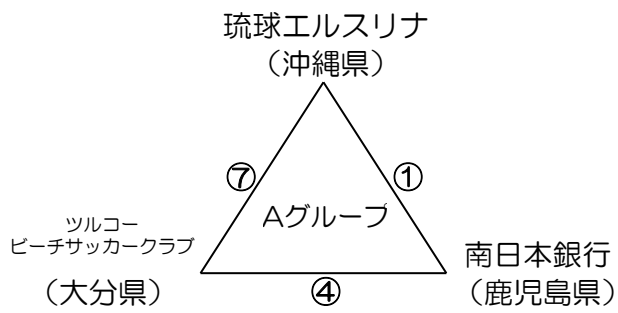 琉球エルスリナ
（沖縄県）
⑦
①
Aグループ
ツルコー
ビーチサッカークラブ
（大分県）
④
南日本銀行
（鹿児島県）